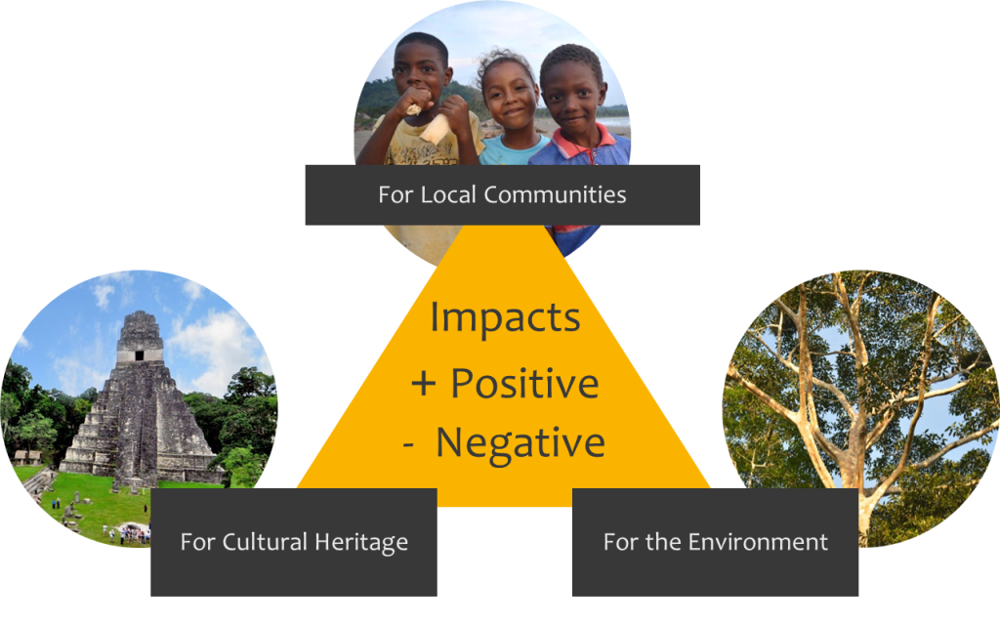 For Local Communities
Impacts
+ Positive
- Negative
For Cultural Heritage
For the Environment